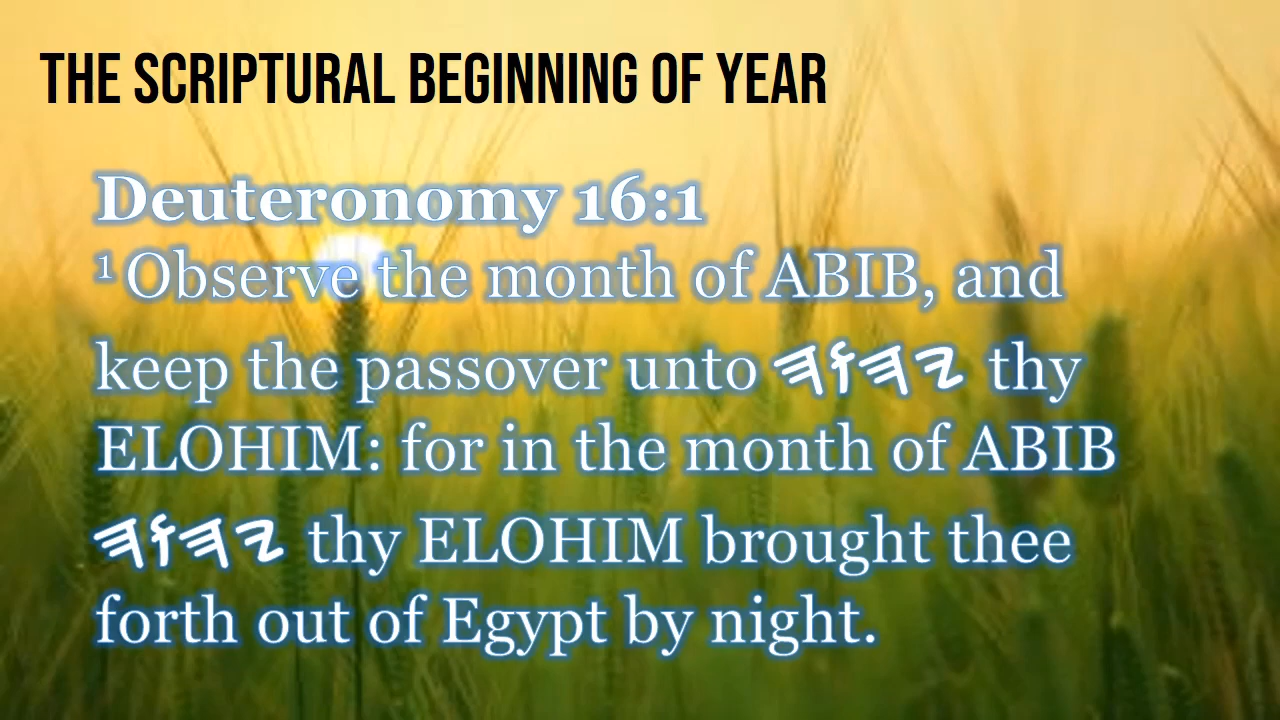 THE SCRIPTURAL BEGINNING OF YEAR
Deuteronomy 16:1
¹ Observe the month of ABIB, and
keep the passover unto 𐤉𐤄𐤅𐤄 thy
ELOHIM: for in the month of ABIB
𐤉𐤄𐤅𐤄 thy ELOHIM brought thee
forth out of Egypt by night.